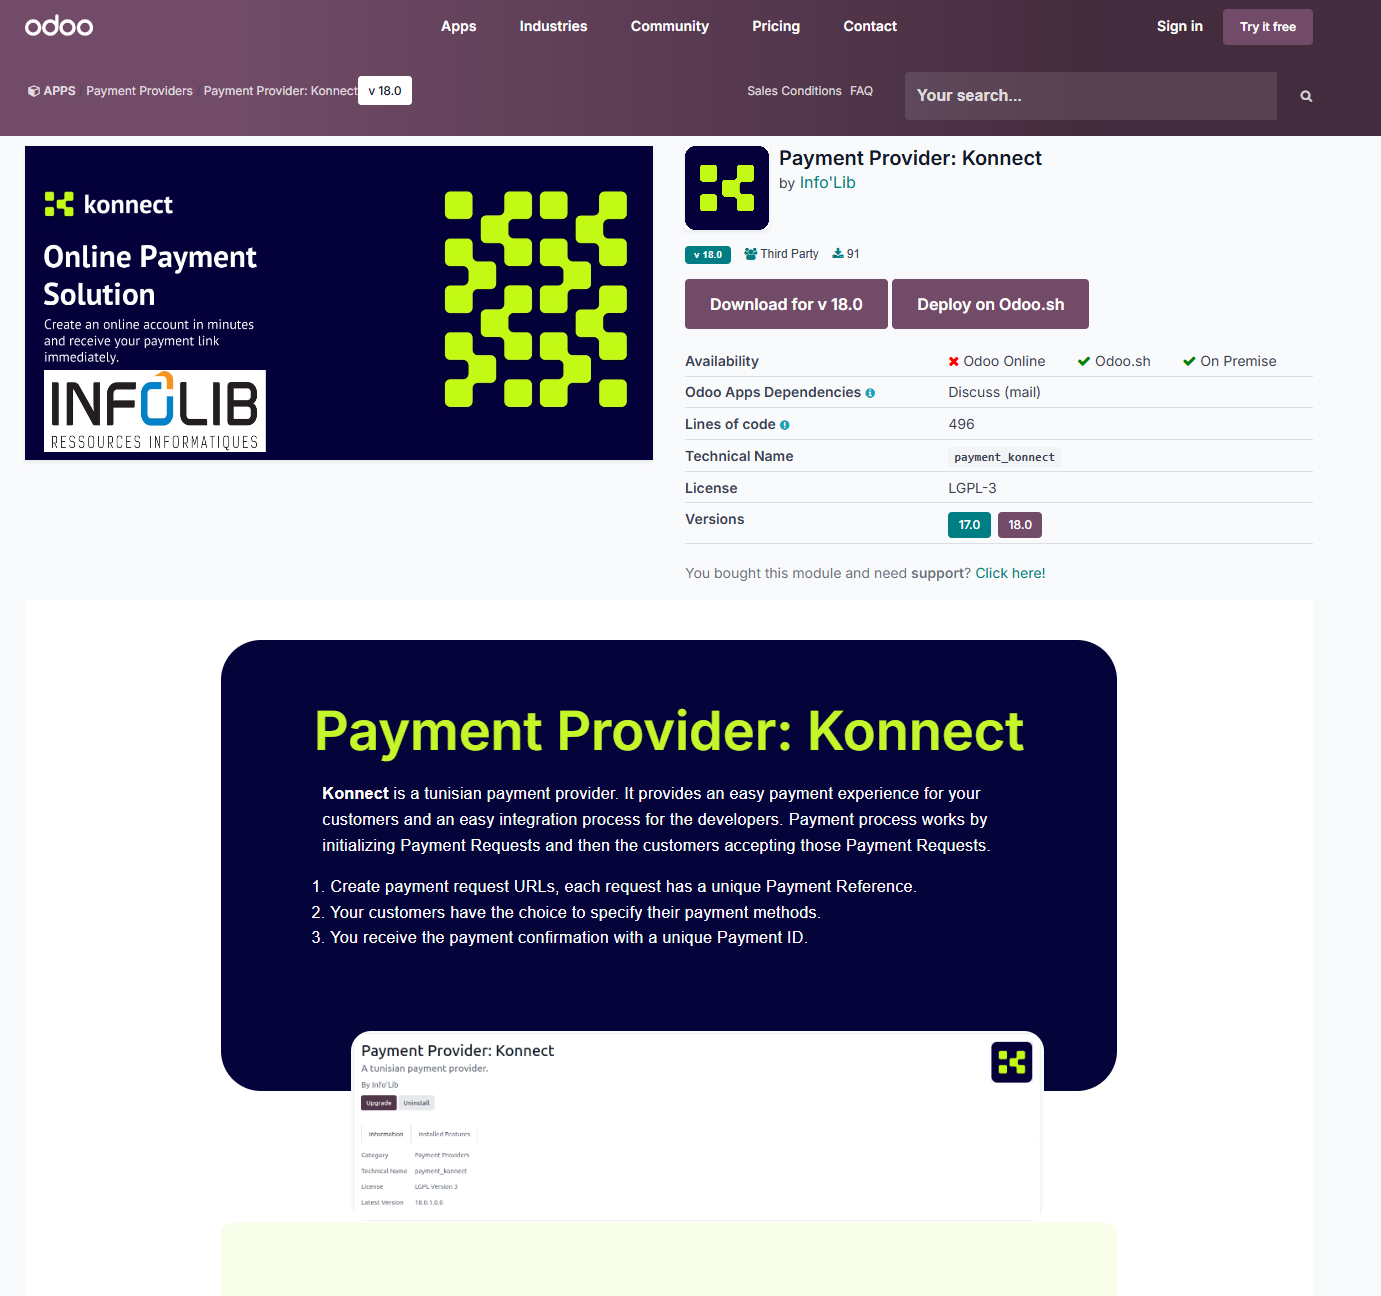 odoo
Apps
Industries
Community
Pricing
Contact
Sign in
Try it free
APPS / Payment Providers / Payment Provider: Konnect v 18.0
Sales Conditions FAQ
Your search...
konnect
Online Payment
Solution
Create an online account in minutes
and receive your payment link
immediately.
INFOLIB
RESSOURCES INFORMATIQUES
Payment Provider: Konnect
by Info'Lib
v 18.0 Third Party 91
Download for v 18.0
Deploy on Odoo.sh
Availability Odoo Online Odoo.sh On Premise
Odoo Apps Dependencies Discuss (mail)
Lines of code 496
Technical Name payment_konnect
License LGPL-3
Versions 17.0 18.0
You bought this module and need support? Click here!
Payment Provider: Konnect
Konnect is a tunisian payment provider. It provides an easy payment experience for your
customers and an easy integration process for the developers. Payment process works by
initializing Payment Requests and then the customers accepting those Payment Requests.
1. Create payment request URLs, each request has a unique Payment Reference.
2. Your customers have the choice to specify their payment methods.
3. You receive the payment confirmation with a unique Payment ID.
Payment Provider: Konnect
A tunisian payment provider.
By Info'Lib
Upgrade Uninstall
Information Installed Features
Category Payment Providers
Technical Name payment_konnect
License LGPL Version 3
Latest Version 18.0.1.0.0